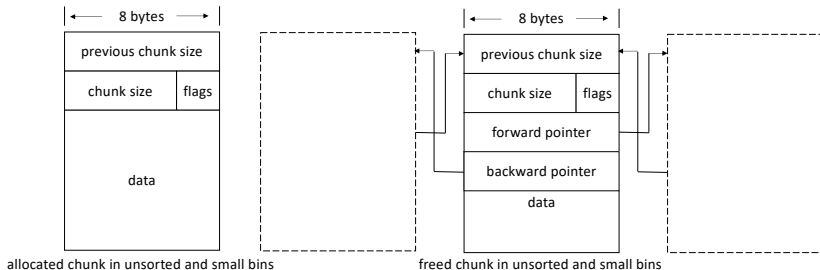 8 bytes
previous chunk size
chunk size flags
data
allocated chunk in unsorted and small bins
8 bytes
previous chunk size
chunk size flags
forward pointer
backward pointer
data
freed chunk in unsorted and small bins